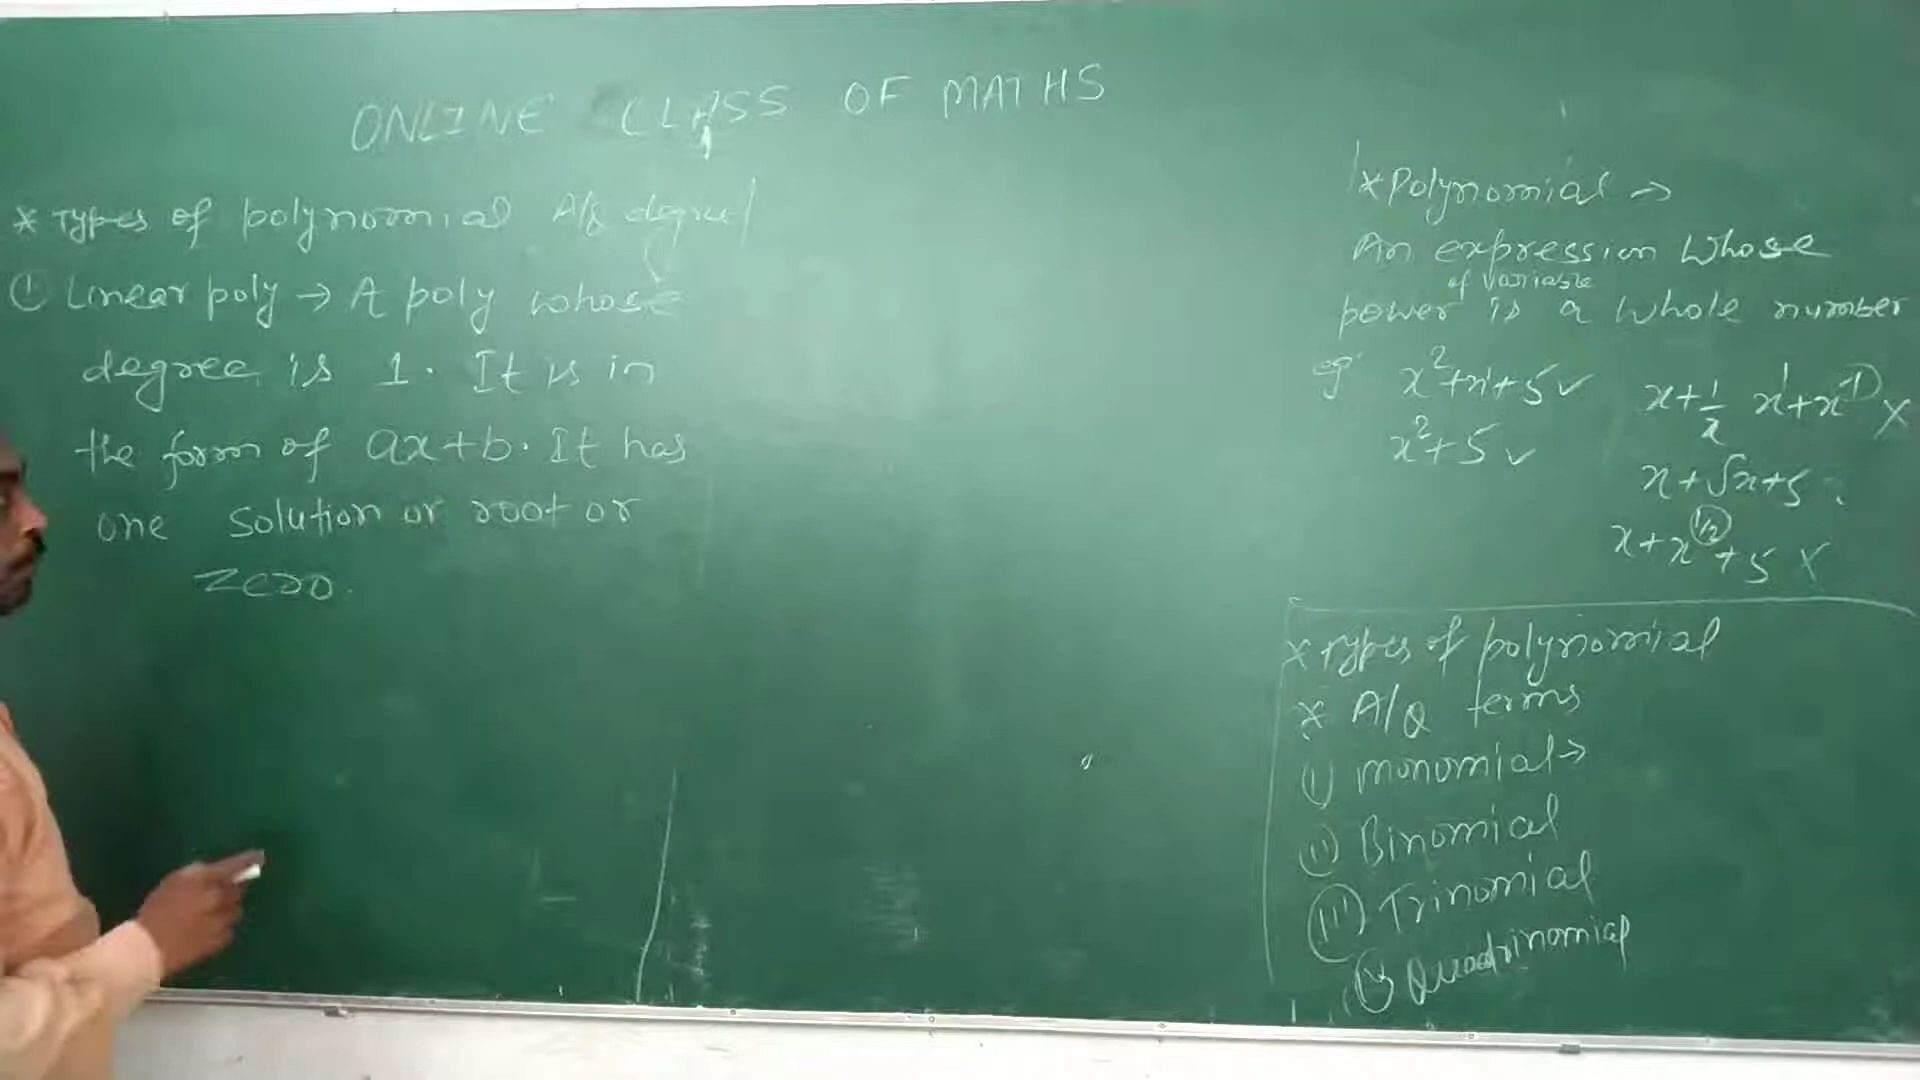 ONLINE CLASS OF MATHS
* Types of polynomial A/Q degree
① Linear poly → A poly whose
degree is 1. It is in
the form of ax+b. It has
one solution or root or
zero.
* Polynomial →
An expression whose
of variable
power is a whole number
eg x²+x¹+5 ✓ x+1/x x¹+x⁻¹ X
x²+5 ✓ x+√x+5
x+x^(1/2)+5 X
* Types of polynomial
* A/Q terms
(i) monomial →
(ii) Binomial
(iii) Trinomial
(iv) Quadrinomial